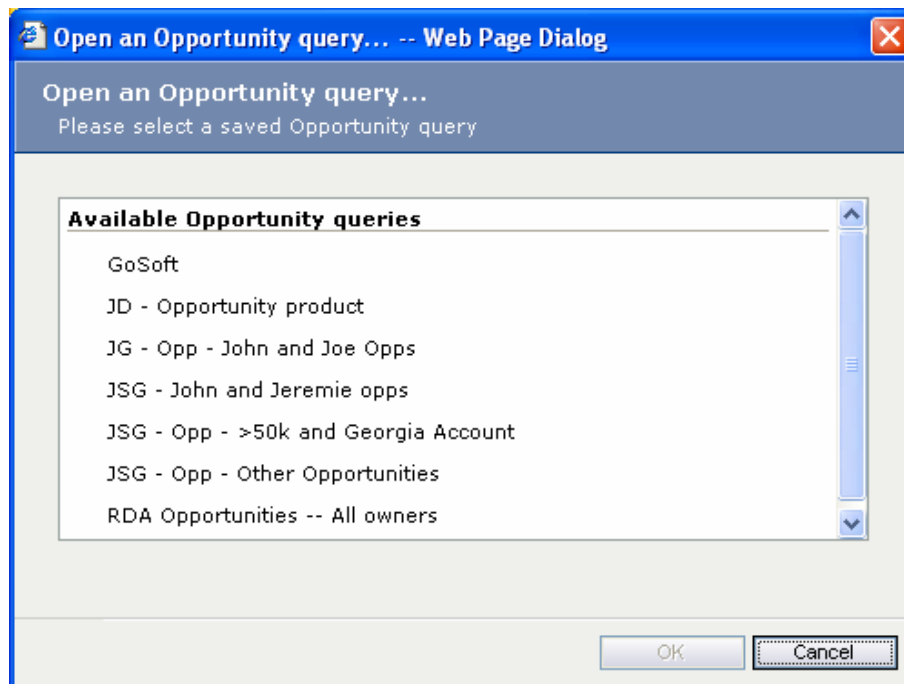 Open an Opportunity query... -- Web Page Dialog
Open an Opportunity query...
Please select a saved Opportunity query
Available Opportunity queries
GoSoft
JD - Opportunity product
JG - Opp - John and Joe Opps
JSG - John and Jeremie opps
JSG - Opp - >50k and Georgia Account
JSG - Opp - Other Opportunities
RDA Opportunities -- All owners
OK Cancel